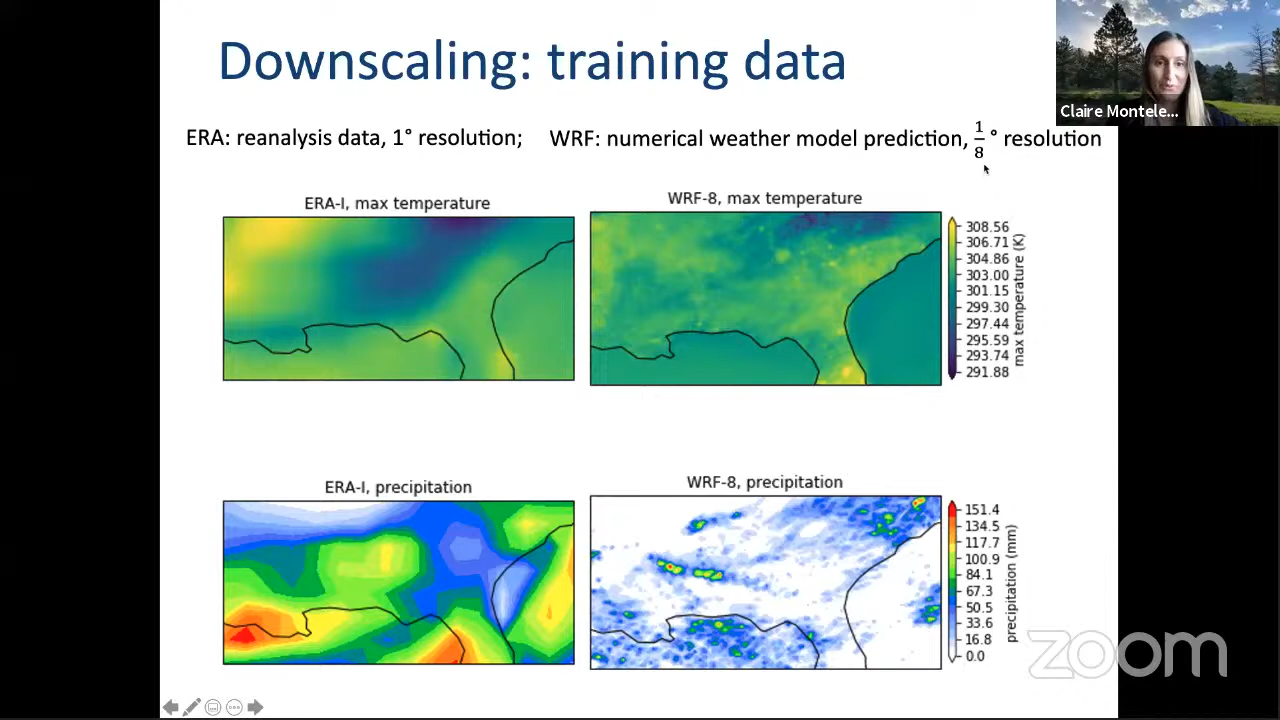 Downscaling: training data
Claire Montele...
ERA: reanalysis data, 1° resolution; WRF: numerical weather model prediction, 1/8 ° resolution
ERA-I, max temperature
WRF-8, max temperature
308.56
306.71
304.86
303.00
301.15
299.30
297.44
295.59
293.74
291.88
max temperature (K)
ERA-I, precipitation
WRF-8, precipitation
151.4
134.5
117.7
100.9
84.1
67.3
50.5
33.6
16.8
0.0
precipitation (mm)
zoom